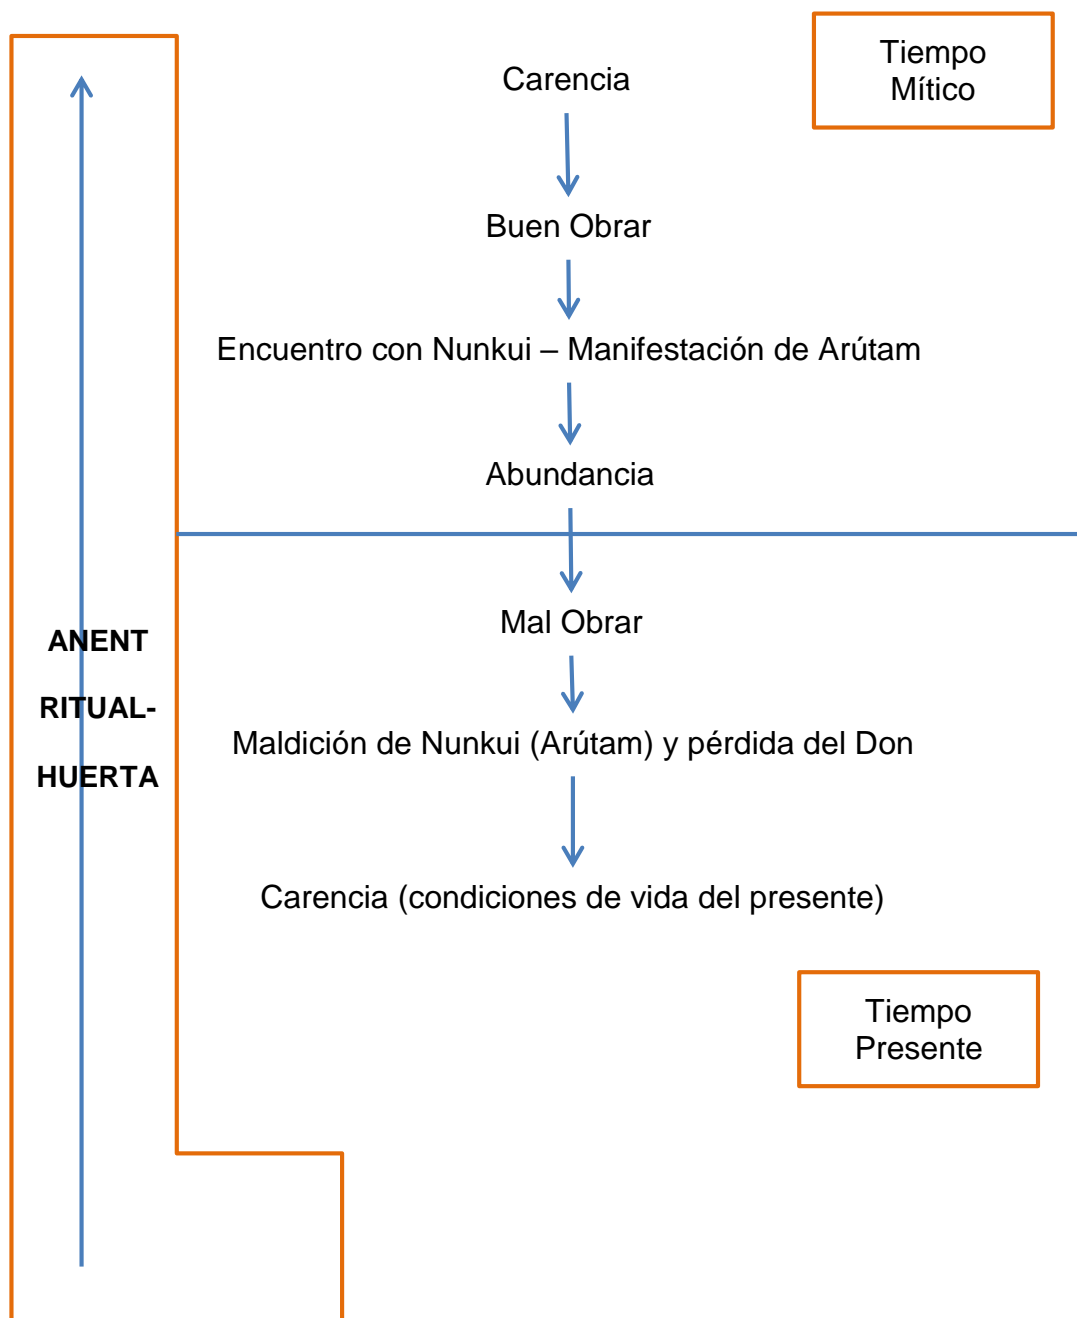 Tiempo
Mítico
Carencia
Buen Obrar
Encuentro con Nunkui – Manifestación de Arútam
Abundancia
Mal Obrar
ANENT
RITUAL-
HUERTA
Maldición de Nunkui (Arútam) y pérdida del Don
Carencia (condiciones de vida del presente)
Tiempo
Presente